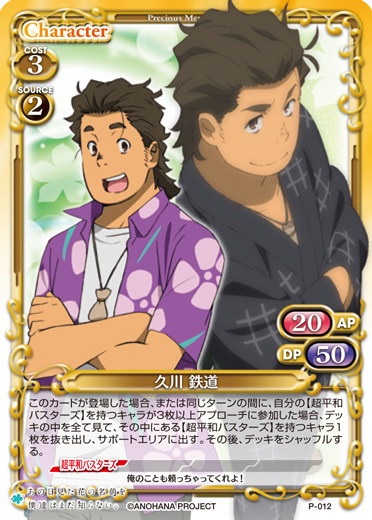 Precious Mem
Character
COST
3
SOURCE
2
20 AP
DP 50
久川 鉄道
このカードが登場した場合、または同じターンの間に、自分の【超平和
バスターズ】を持つキャラが3枚以上アプローチに参加した場合、デッ
キの中を全て見て、その中にある【超平和バスターズ】を持つキャラ1
枚を抜き出し、サポートエリアに出す。その後、デッキをシャッフルす
る。
超平和バスターズ
俺のことも頼っちゃってくれよ！
あの日見た花の名前を
僕達はまだ知らない。
©ANOHANA PROJECT
P-012